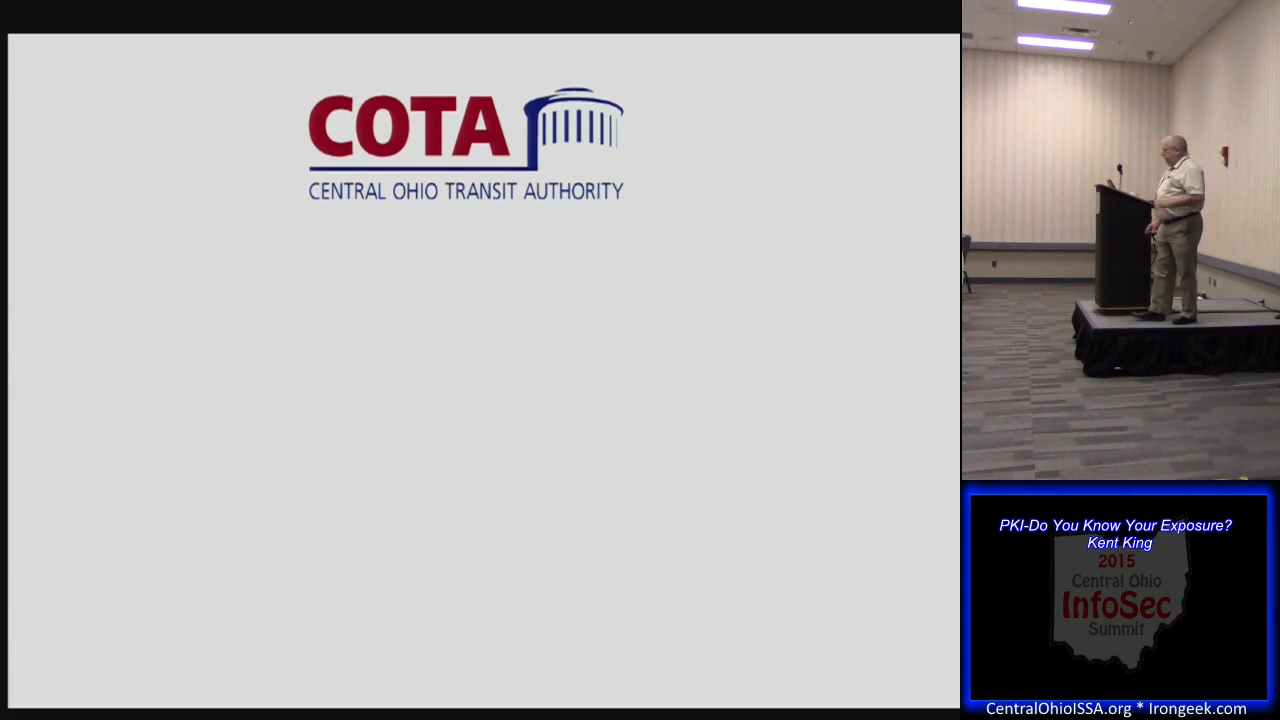 COTA
CENTRAL OHIO TRANSIT AUTHORITY
PKI-Do You Know Your Exposure?
Kent King
2015
Central Ohio
InfoSec
Summit
CentralOhioISSA.org * Irongeek.com